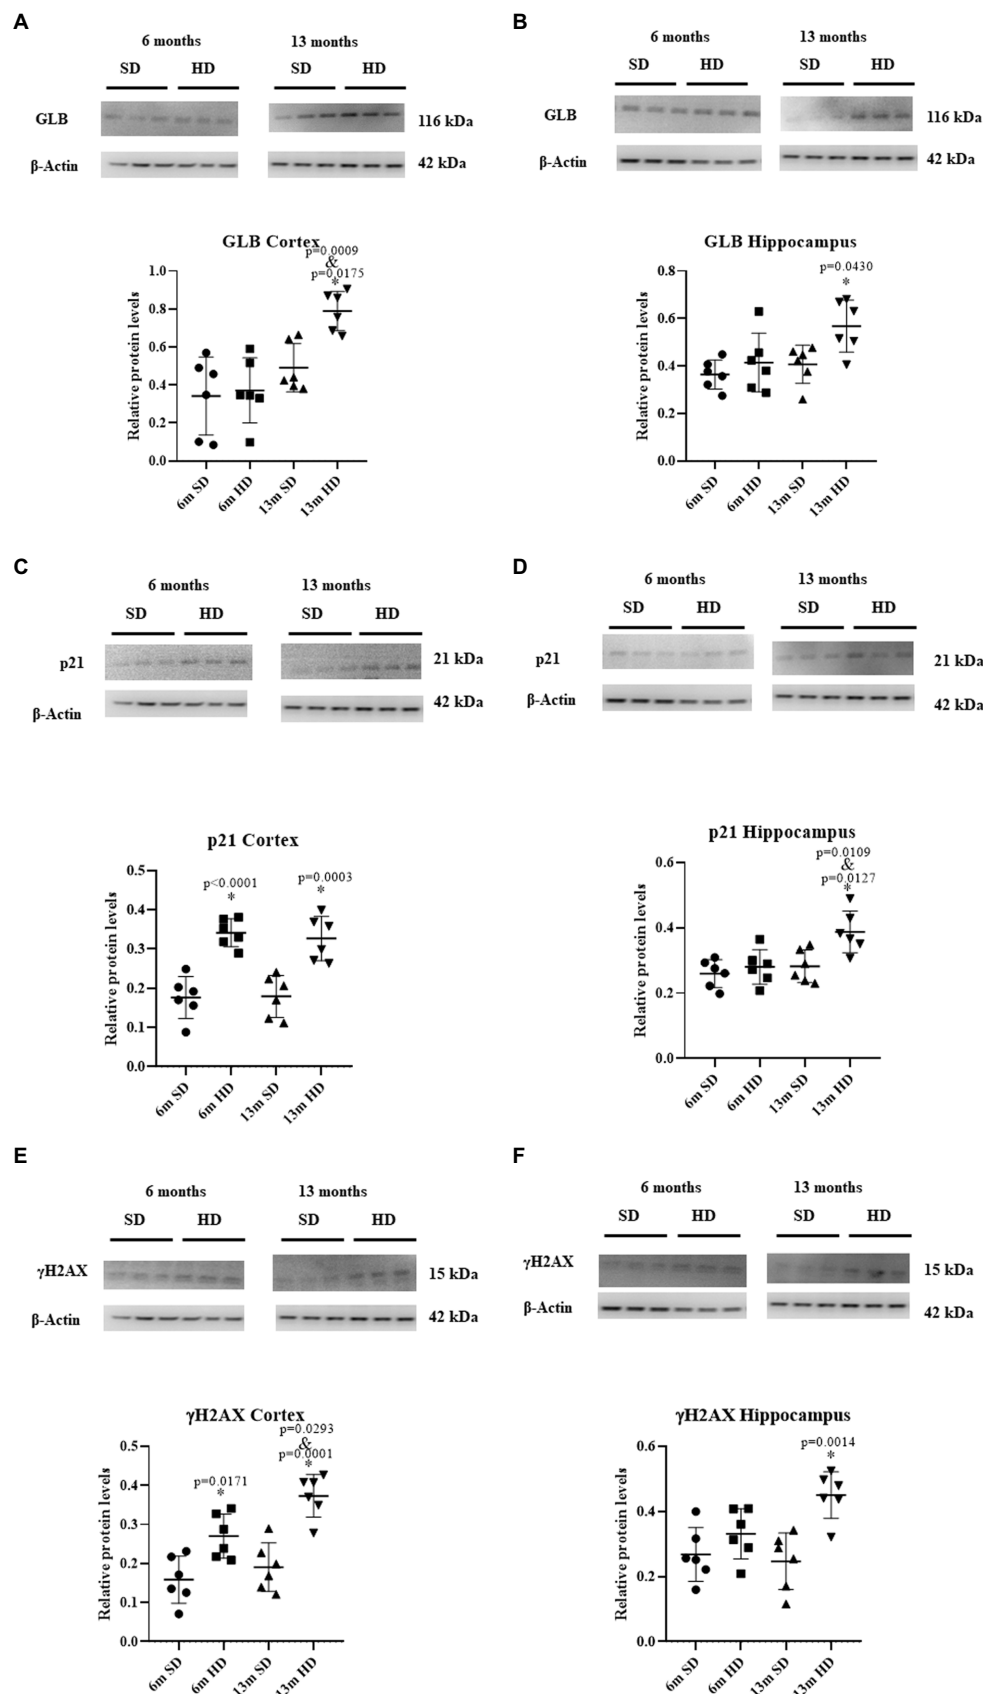 A
6 months 13 months
SD HD SD HD
GLB 116 kDa
β-Actin 42 kDa
GLB Cortex
p=0.0009
&
p=0.0175
*
Relative protein levels
1.0
0.8
0.6
0.4
0.2
0.0
6m SD 6m HD 13m SD 13m HD
B
6 months 13 months
SD HD SD HD
GLB 116 kDa
β-Actin 42 kDa
GLB Hippocampus
p=0.0430
*
Relative protein levels
0.8
0.6
0.4
0.2
0.0
6m SD 6m HD 13m SD 13m HD
C
6 months 13 months
SD HD SD HD
p21 21 kDa
β-Actin 42 kDa
p21 Cortex
p<0.0001 p=0.0003
* *
Relative protein levels
0.5
0.4
0.3
0.2
0.1
0.0
6m SD 6m HD 13m SD 13m HD
D
6 months 13 months
SD HD SD HD
p21 21 kDa
β-Actin 42 kDa
p21 Hippocampus
p=0.0109
&
p=0.0127
*
Relative protein levels
0.6
0.4
0.2
0.0
6m SD 6m HD 13m SD 13m HD
E
6 months 13 months
SD HD SD HD
γH2AX 15 kDa
β-Actin 42 kDa
γH2AX Cortex
p=0.0293
&
p=0.0171 p=0.0001
* *
Relative protein levels
0.5
0.4
0.3
0.2
0.1
0.0
6m SD 6m HD 13m SD 13m HD
F
6 months 13 months
SD HD SD HD
γH2AX 15 kDa
β-Actin 42 kDa
γH2AX Hippocampus
p=0.0014
*
Relative protein levels
0.6
0.4
0.2
0.0
6m SD 6m HD 13m SD 13m HD